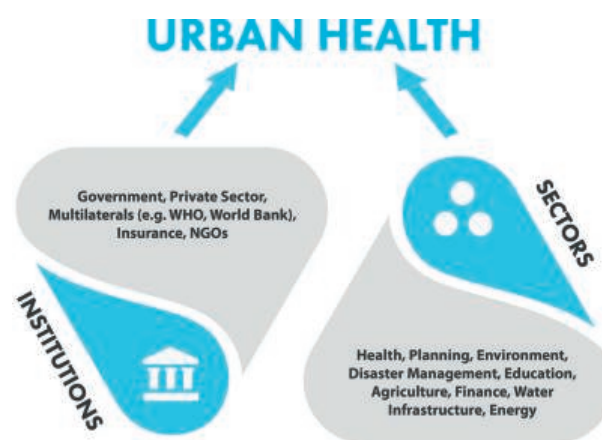 URBAN HEALTH
Government, Private Sector,
Multilaterals (e.g. WHO, World Bank),
Insurance, NGOs
INSTITUTIONS
SECTORS
Health, Planning, Environment,
Disaster Management, Education,
Agriculture, Finance, Water
Infrastructure, Energy